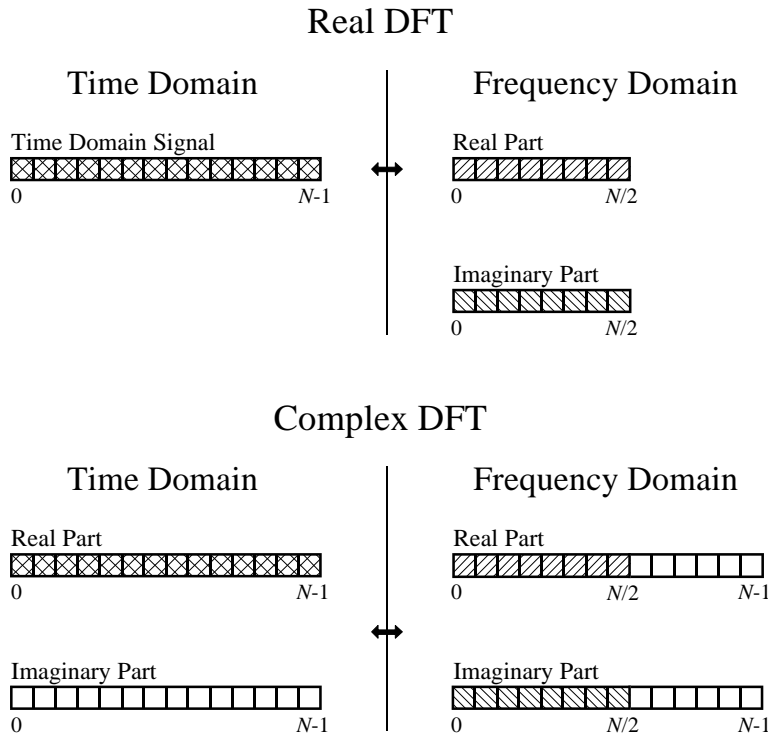 Real DFT
Time Domain
Frequency Domain
Time Domain Signal
0 N-1
Real Part
0 N/2
Imaginary Part
0 N/2
Complex DFT
Time Domain
Frequency Domain
Real Part
0 N-1
Real Part
0 N/2 N-1
Imaginary Part
0 N-1
Imaginary Part
0 N/2 N-1